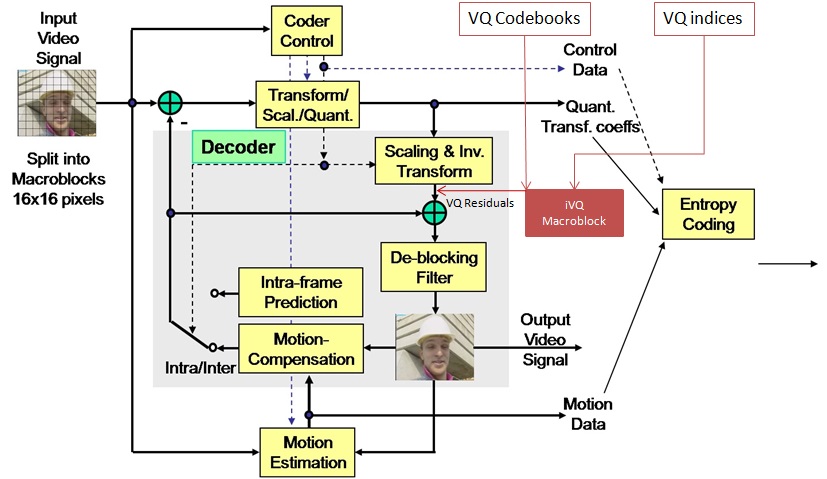 Input
Video
Signal
Split into
Macroblocks
16x16 pixels
Coder
Control
VQ Codebooks
VQ indices
Control
Data
Transform/
Scal./Quant.
Quant.
Transf. coeffs
-
Decoder
Scaling & Inv.
Transform
VQ Residuals
iVQ
Macroblock
Entropy
Coding
De-blocking
Filter
Intra-frame
Prediction
Motion-
Compensation
Intra/Inter
Output
Video
Signal
Motion
Data
Motion
Estimation